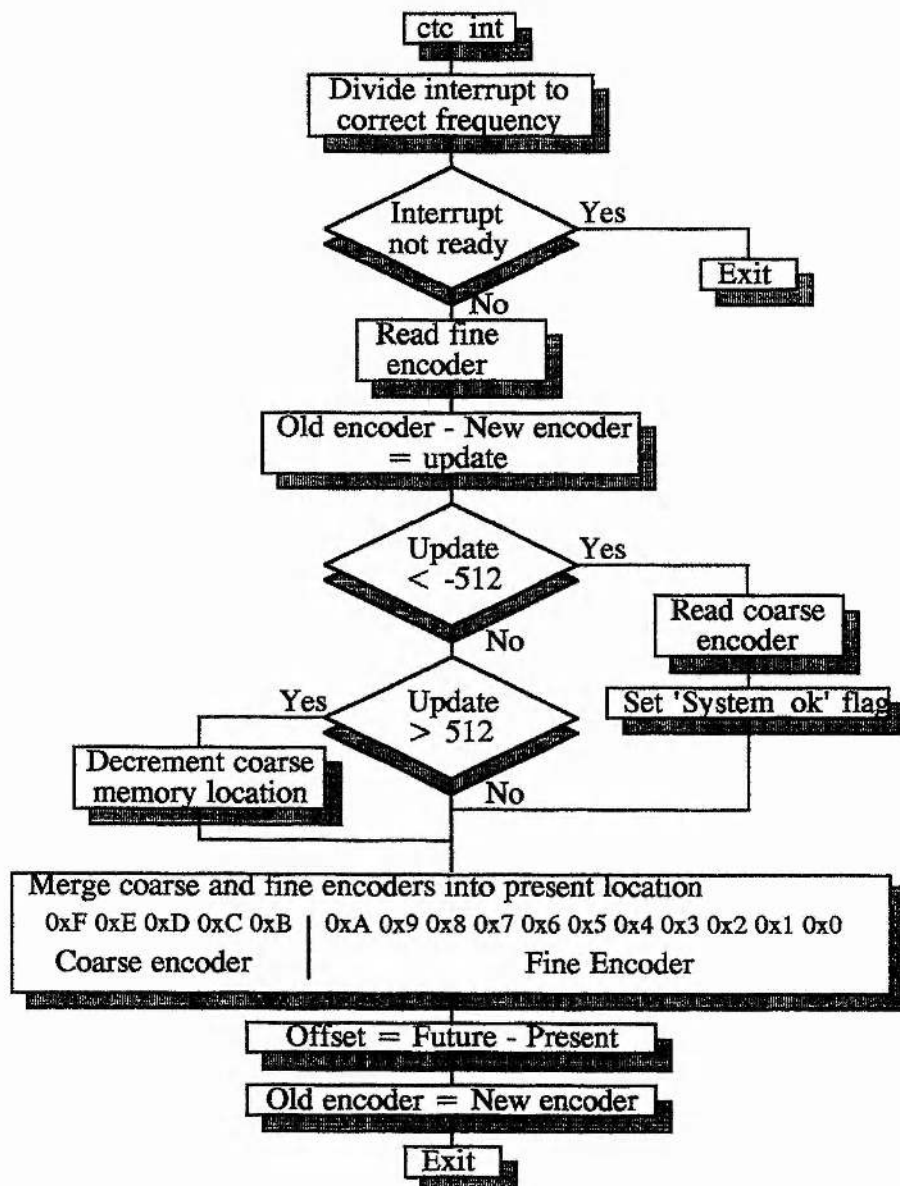 ctc int
Divide interrupt to
correct frequency
Interrupt
not ready
Yes
Exit
No
Read fine
encoder
Old encoder - New encoder
= update
Update
< -512
Yes
Read coarse
encoder
Set 'System ok' flag
No
Update
> 512
Yes
Decrement coarse
memory location
No
Merge coarse and fine encoders into present location
0xF 0xE 0xD 0xC 0xB 0xA 0x9 0x8 0x7 0x6 0x5 0x4 0x3 0x2 0x1 0x0
Coarse encoder Fine Encoder
Offset = Future - Present
Old encoder = New encoder
Exit